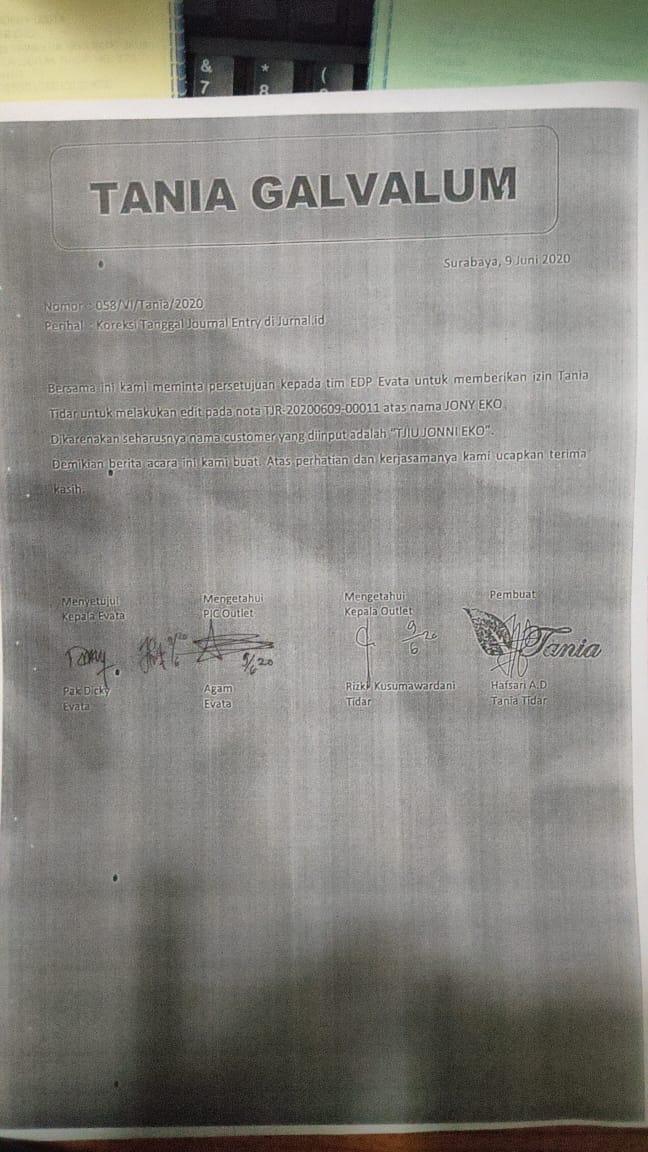 &
7
*
8
(
TANIA GALVALUM
Surabaya, 9 Juni 2020
Nomor : 058/VI/Tania/2020
Perihal : Koreksi Tanggal Journal Entry di Jurnal.id
Bersama ini kami meminta persetujuan kepada tim EDP Evata untuk memberikan izin Tania
Tidar untuk melakukan edit pada nota TJR-20200609-00011 atas nama JONY EKO.
Dikarenakan seharusnya nama customer yang diinput adalah "TJIU JONNI EKO".
Demikian berita acara ini kami buat. Atas perhatian dan kerjasamanya kami ucapkan terima
kasih.
Menyetujui Mengetahui Mengetahui Pembuat
Kepala Evata PIC Outlet Kepala Outlet
9/6 20 9/6 20 9/6 20 Tania
Pak Dicky Agam Rizki Kusumawardani Hafsari A.D
Evata Evata Tidar Tania Tidar